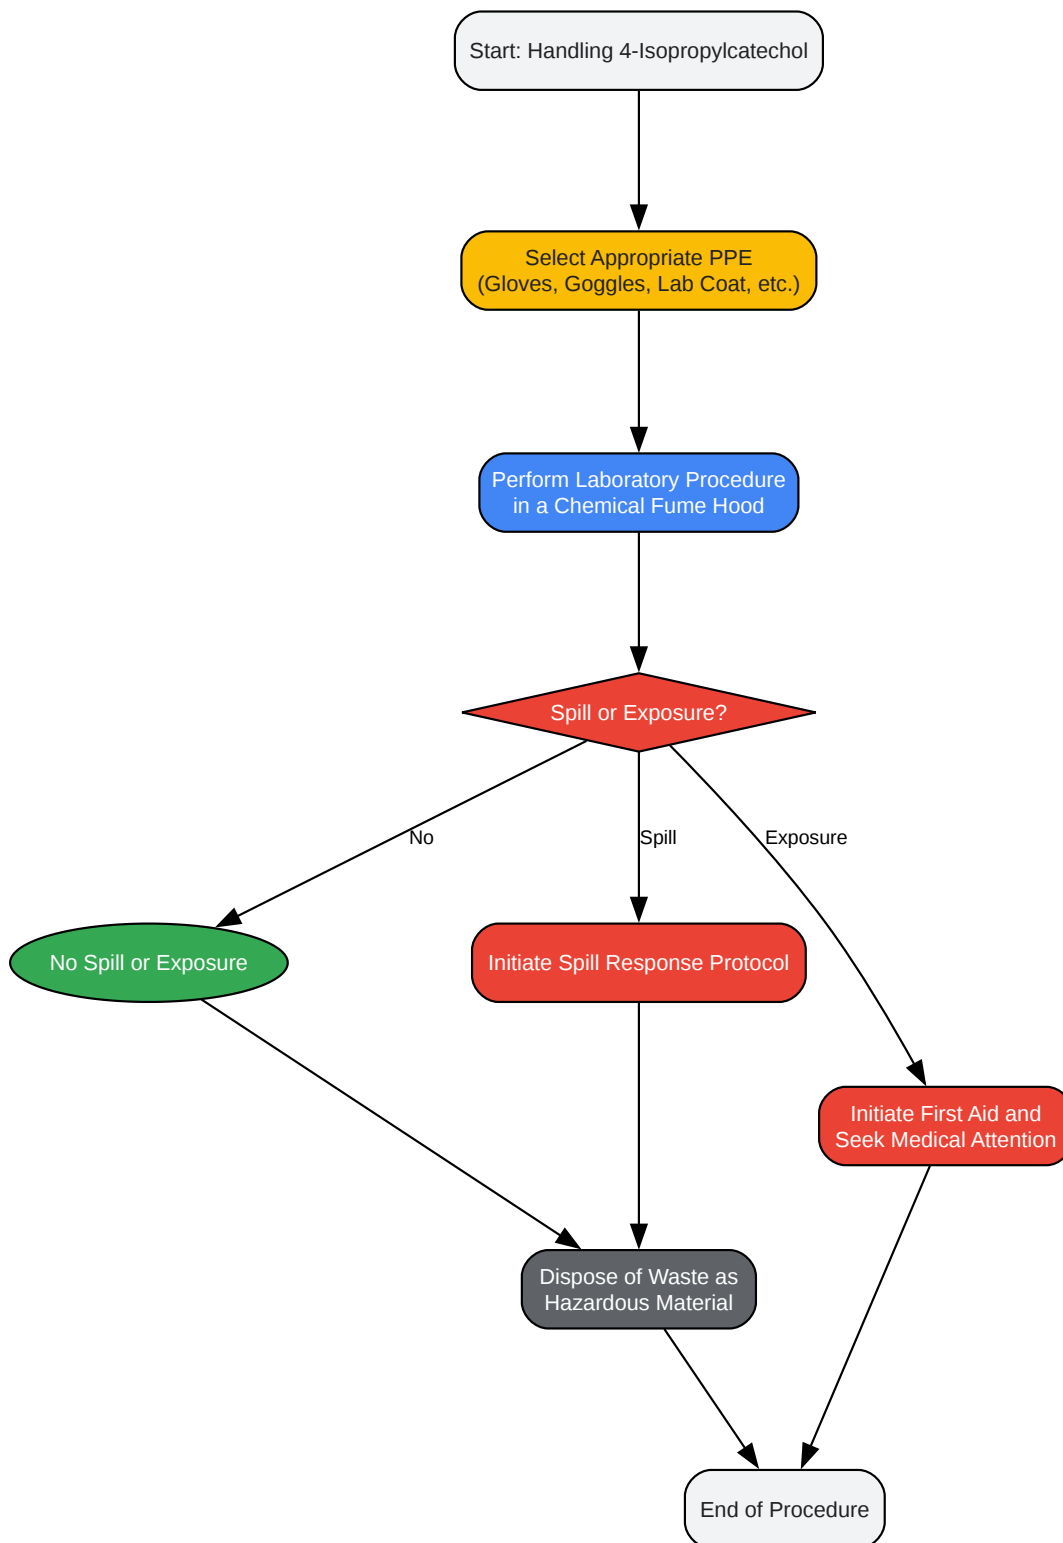 Start: Handling 4-Isopropylcatechol
Select Appropriate PPE
(Gloves, Goggles, Lab Coat, etc.)
Perform Laboratory Procedure
in a Chemical Fume Hood
Spill or Exposure?
No
Spill
Exposure
No Spill or Exposure
Initiate Spill Response Protocol
Initiate First Aid and
Seek Medical Attention
Dispose of Waste as
Hazardous Material
End of Procedure